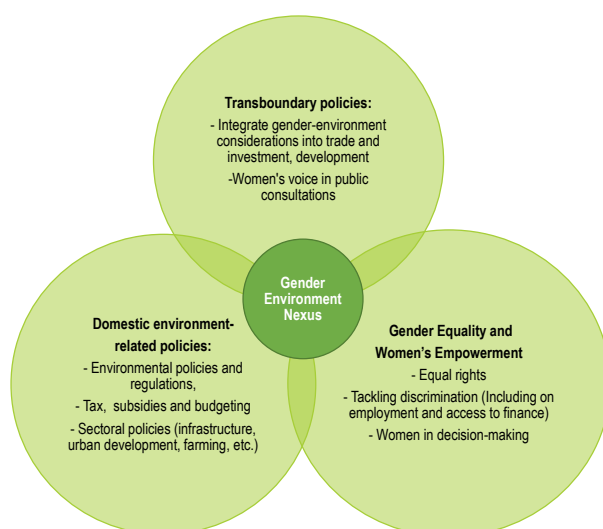 Transboundary policies:
- Integrate gender-environment
considerations into trade and
investment, development
-Women's voice in public
consultations
Gender
Environment
Nexus
Domestic environment-
related policies:
- Environmental policies and
regulations,
- Tax, subsidies and budgeting
- Sectoral policies (infrastructure,
urban development, farming, etc.)
Gender Equality and
Women’s Empowerment
- Equal rights
- Tackling discrimination (Including on
employment and access to finance)
- Women in decision-making